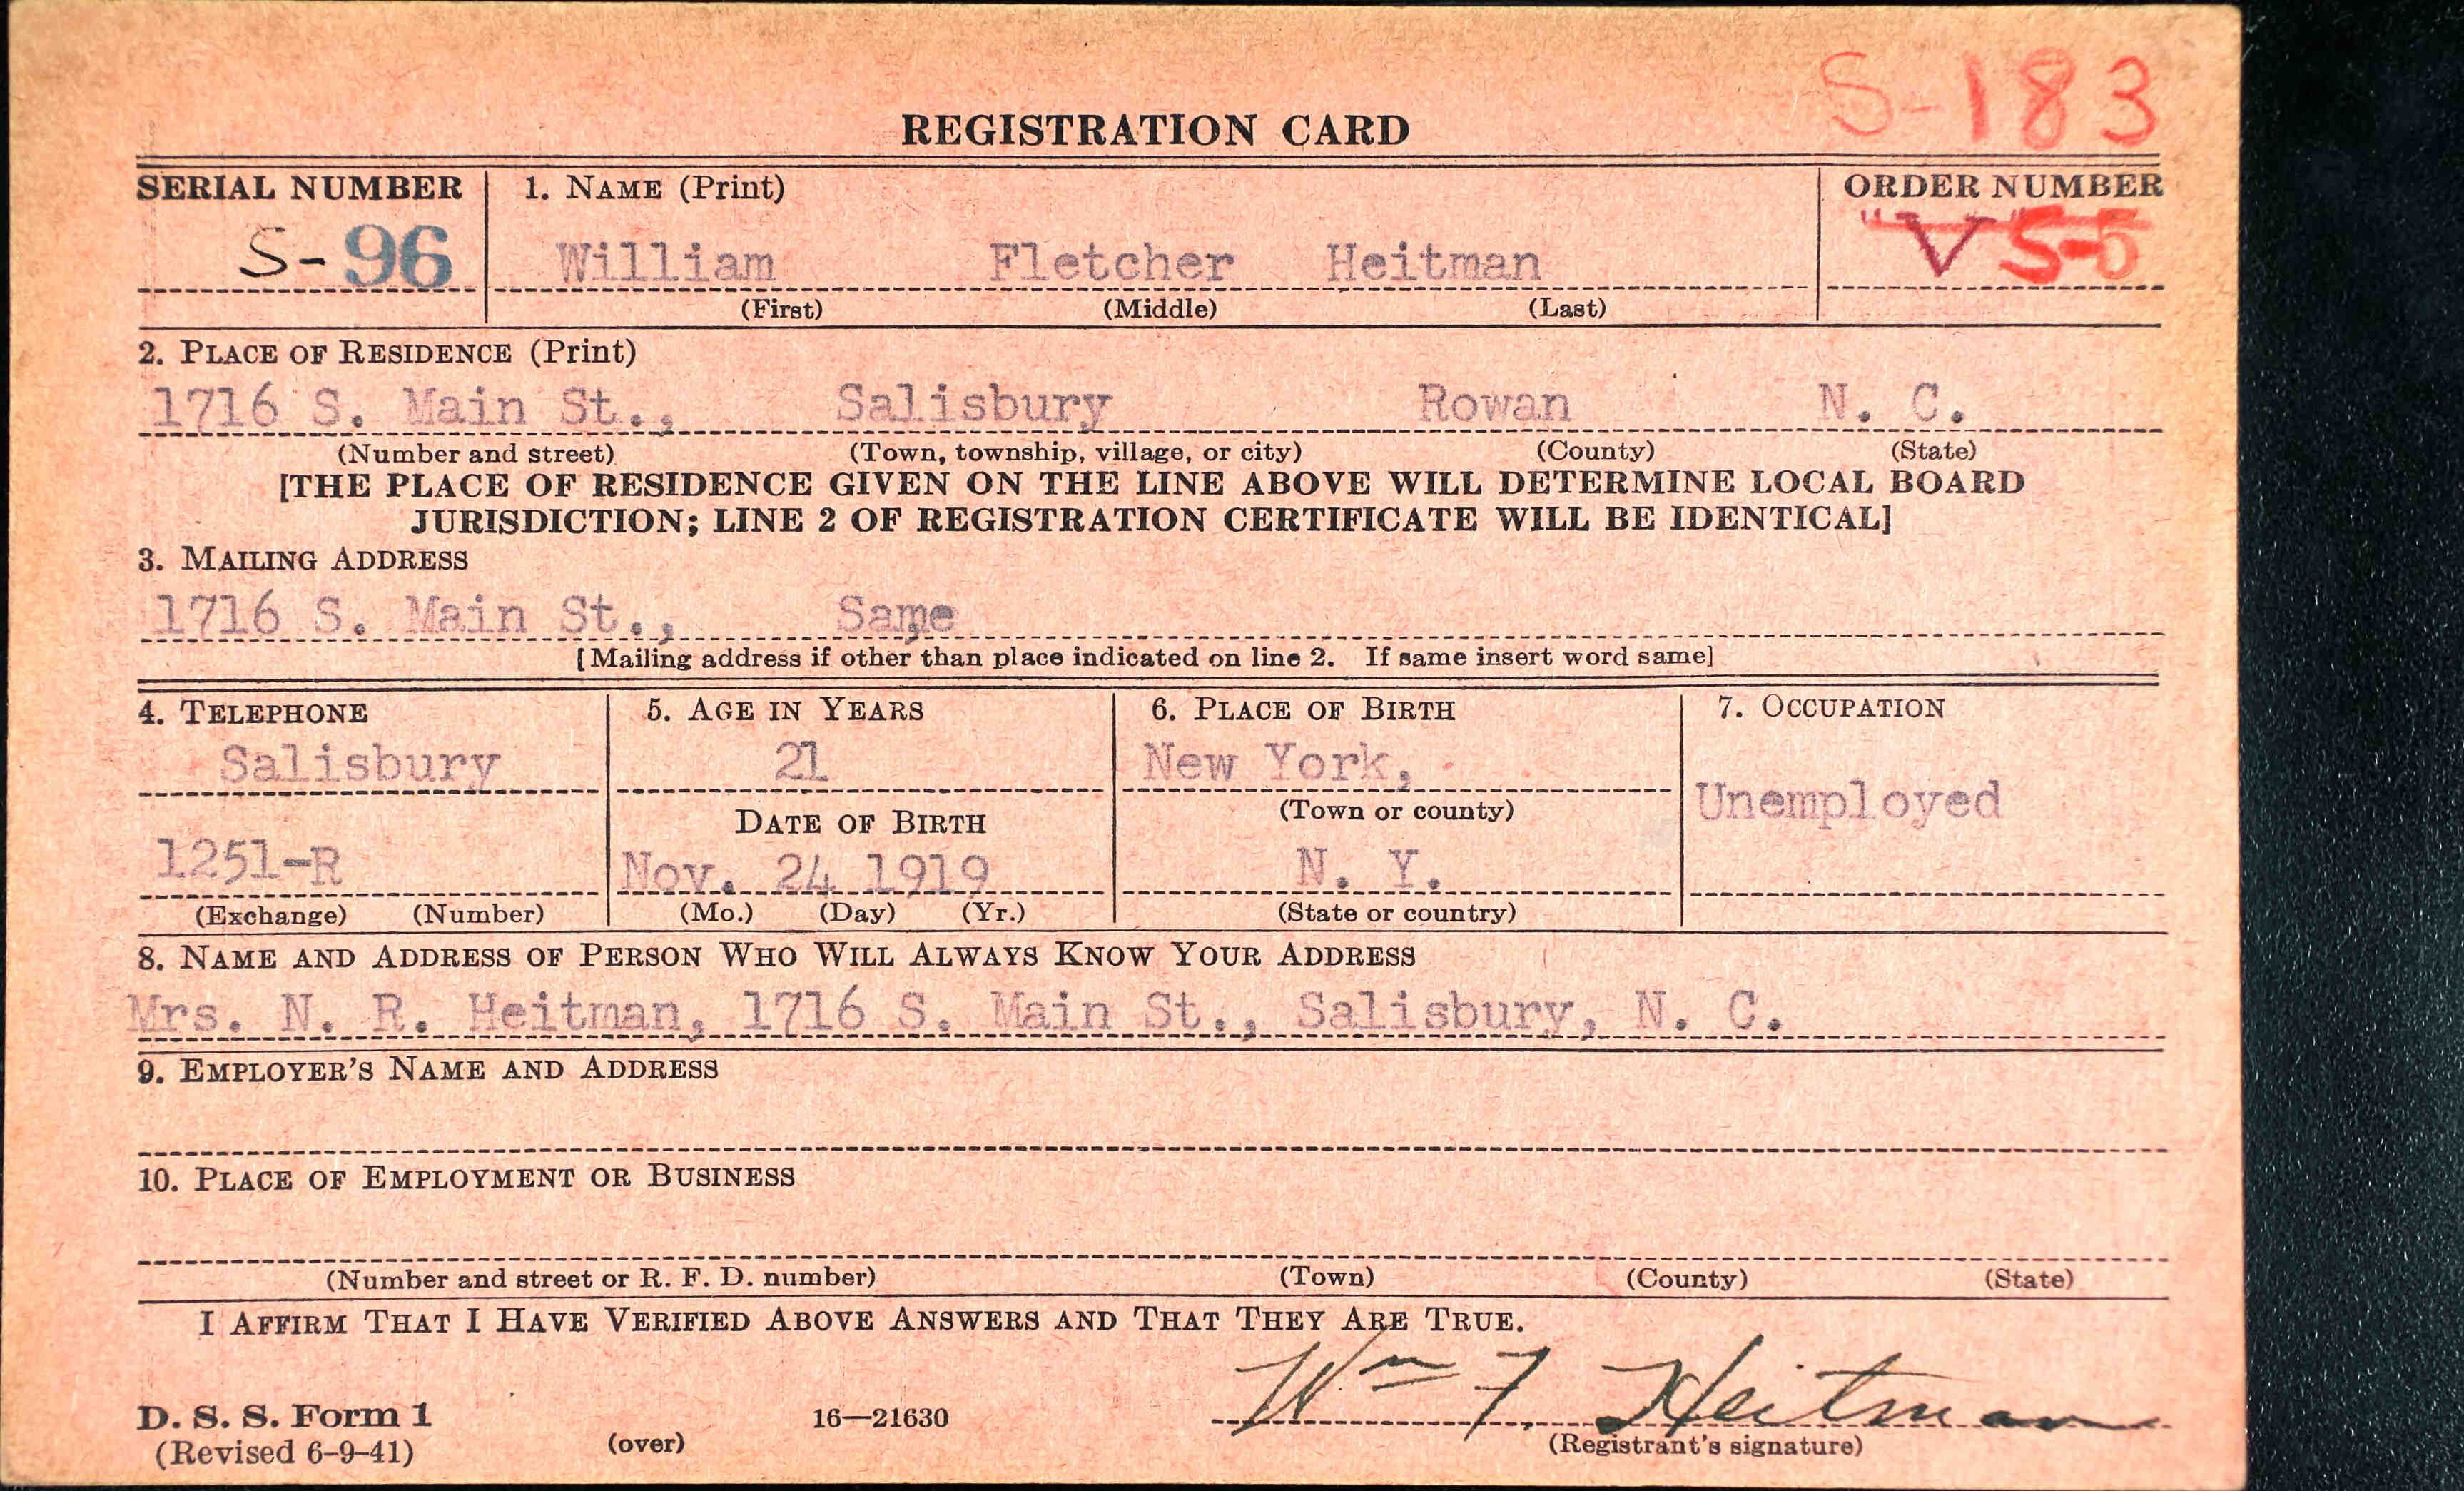 S-183
REGISTRATION CARD
SERIAL NUMBER 1. NAME (Print) ORDER NUMBER
S-96 William Fletcher Heitman "V" S-5
(First) (Middle) (Last)
2. PLACE OF RESIDENCE (Print)
1716 S. Main St., Salisbury Rowan N. C.
(Number and street) (Town, township, village, or city) (County) (State)
[THE PLACE OF RESIDENCE GIVEN ON THE LINE ABOVE WILL DETERMINE LOCAL BOARD
JURISDICTION; LINE 2 OF REGISTRATION CERTIFICATE WILL BE IDENTICAL]
3. MAILING ADDRESS
1716 S. Main St., Same
[Mailing address if other than place indicated on line 2. If same insert word same]
4. TELEPHONE 5. AGE IN YEARS 6. PLACE OF BIRTH 7. OCCUPATION
Salisbury 21 New York,
(Town or county) Unemployed
DATE OF BIRTH
1251-R Nov. 24 1919 N. Y.
(Exchange) (Number) (Mo.) (Day) (Yr.) (State or country)
8. NAME AND ADDRESS OF PERSON WHO WILL ALWAYS KNOW YOUR ADDRESS
Mrs. N. R. Heitman, 1716 S. Main St., Salisbury, N. C.
9. EMPLOYER'S NAME AND ADDRESS
10. PLACE OF EMPLOYMENT OR BUSINESS
(Number and street or R. F. D. number) (Town) (County) (State)
I AFFIRM THAT I HAVE VERIFIED ABOVE ANSWERS AND THAT THEY ARE TRUE.
Wm F. Heitman
D. S. S. Form 1 16—21630
(Revised 6-9-41) (over) (Registrant's signature)